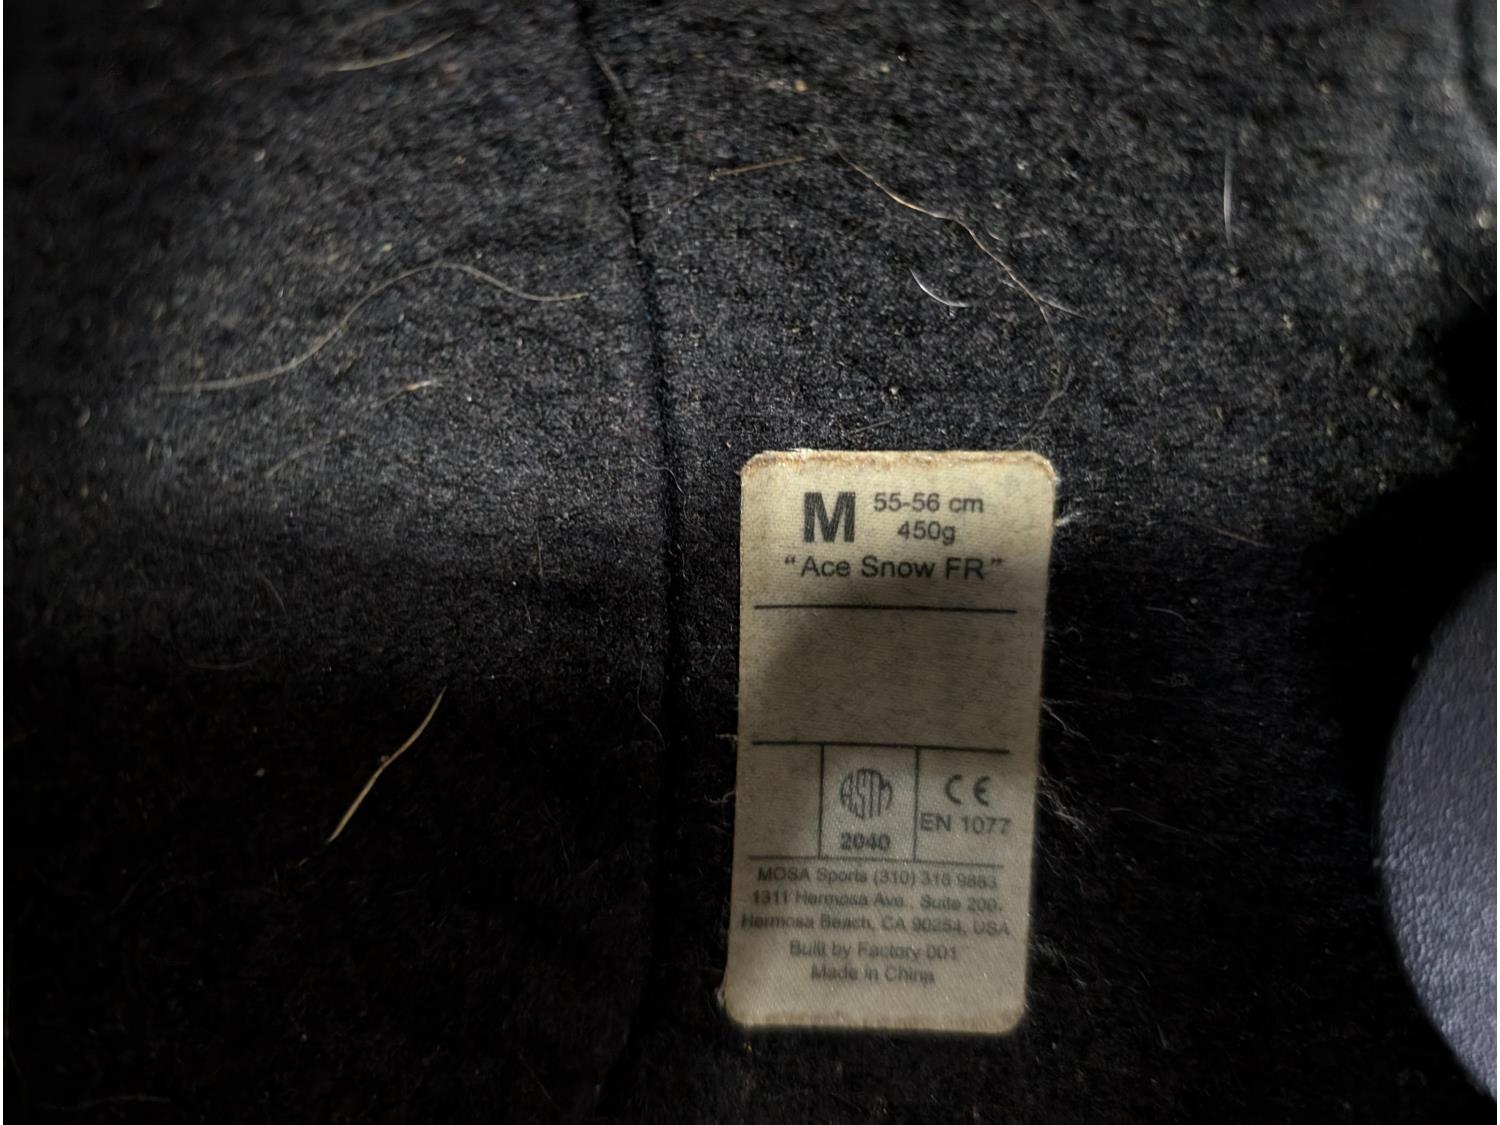 M 55-56 cm
450g
“Ace Snow FR”
ASTM
2040
CE
EN 1077
MOSA Sports (310) 318 9883
1311 Hermosa Ave., Suite 200,
Hermosa Beach, CA 90254, USA
Built by Factory 001
Made in China